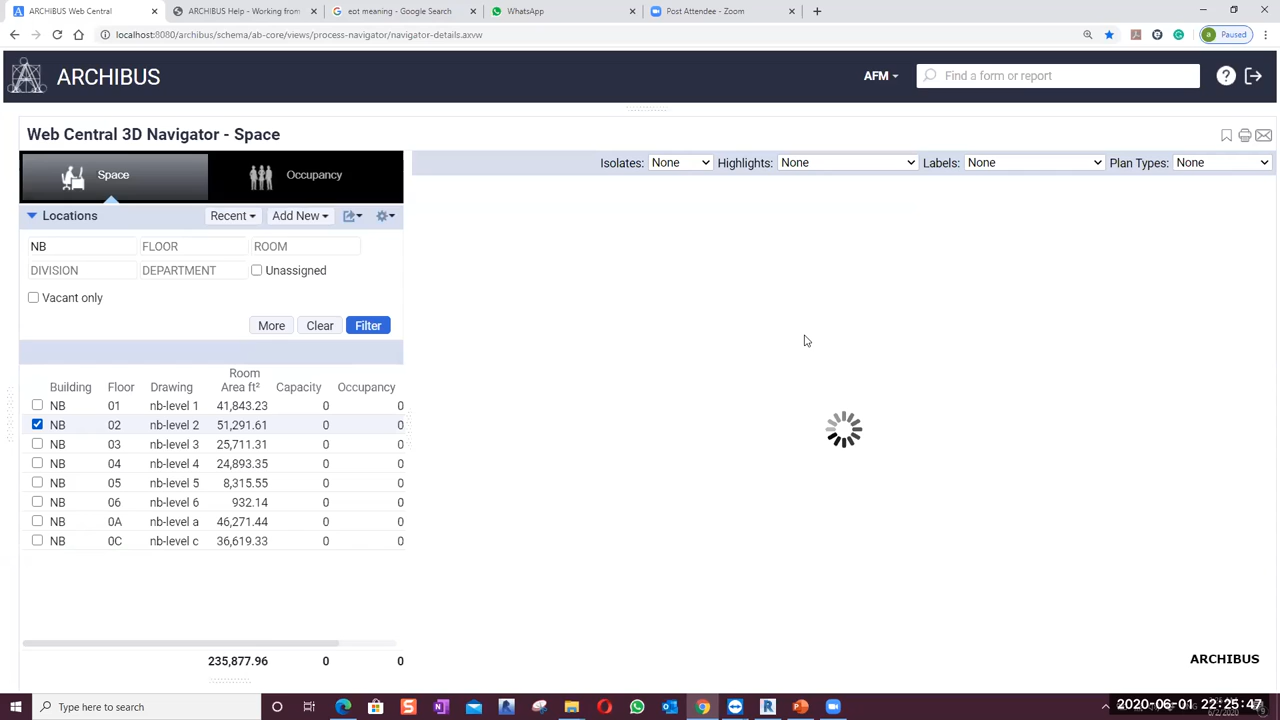 ARCHIBUS Web Central
ARCHIBUS Help - Working from
eot meaning - Google Search
WhatsApp
Post Attendee - Zoom
localhost:8080/archibus/schema/ab-core/views/process-navigator/navigator-details.axvw
a Paused
ARCHIBUS
AFM
Find a form or report
Web Central 3D Navigator - Space
Space Occupancy
Isolates: None Highlights: None Labels: None Plan Types: None
Locations Recent Add New
NB FLOOR ROOM
DIVISION DEPARTMENT Unassigned
Vacant only
More Clear Filter
Building Floor Drawing Room Area ft² Capacity Occupancy
NB 01 nb-level 1 41,843.23 0 0
NB 02 nb-level 2 51,291.61 0 0
NB 03 nb-level 3 25,711.31 0 0
NB 04 nb-level 4 24,893.35 0 0
NB 05 nb-level 5 8,315.55 0 0
NB 06 nb-level 6 932.14 0 0
NB 0A nb-level a 46,271.44 0 0
NB 0C nb-level c 36,619.33 0 0
235,877.96 0 0
ARCHIBUS
Type here to search
2020-06-01 22:25:47
6/2/2020